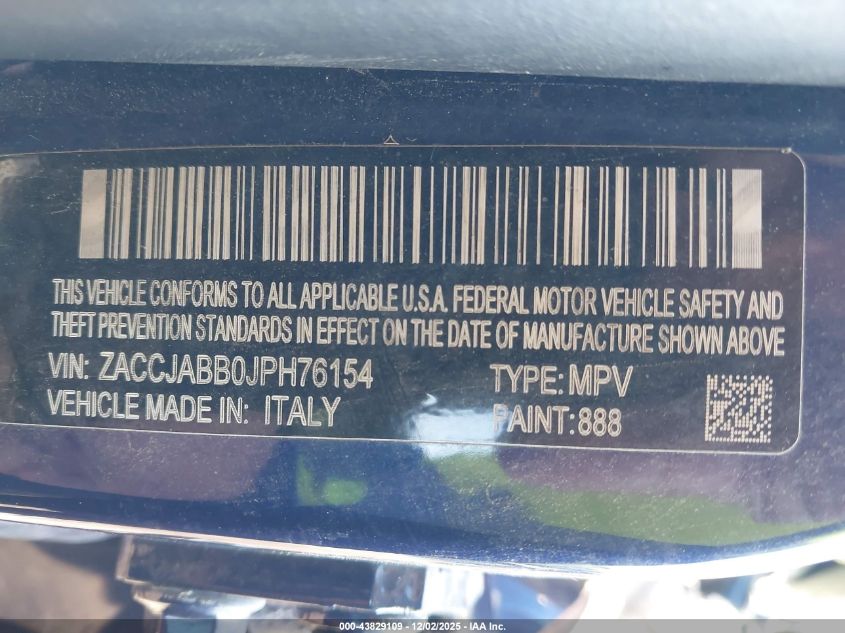 THIS VEHICLE CONFORMS TO ALL APPLICABLE U.S.A. FEDERAL MOTOR VEHICLE SAFETY AND
THEFT PREVENTION STANDARDS IN EFFECT ON THE DATE OF MANUFACTURE SHOWN ABOVE
VIN: ZACCJABB0JPH76154 TYPE: MPV
VEHICLE MADE IN: ITALY PAINT: 888
000-43829109 - 12/02/2025 - IAA Inc.